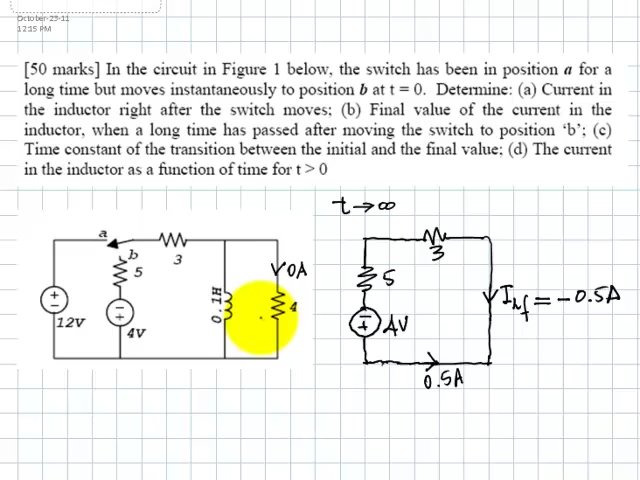 October-23-11
12:15 PM
[50 marks] In the circuit in Figure 1 below, the switch has been in position a for a
long time but moves instantaneously to position b at t = 0. Determine: (a) Current in
the inductor right after the switch moves; (b) Final value of the current in the
inductor, when a long time has passed after moving the switch to position ‘b’; (c)
Time constant of the transition between the initial and the final value; (d) The current
in the inductor as a function of time for t > 0
t→∞
a
b
3
5
0A
0.1H
4
12V
4V
3
5
4V
I_Lf = -0.5A
0.5A